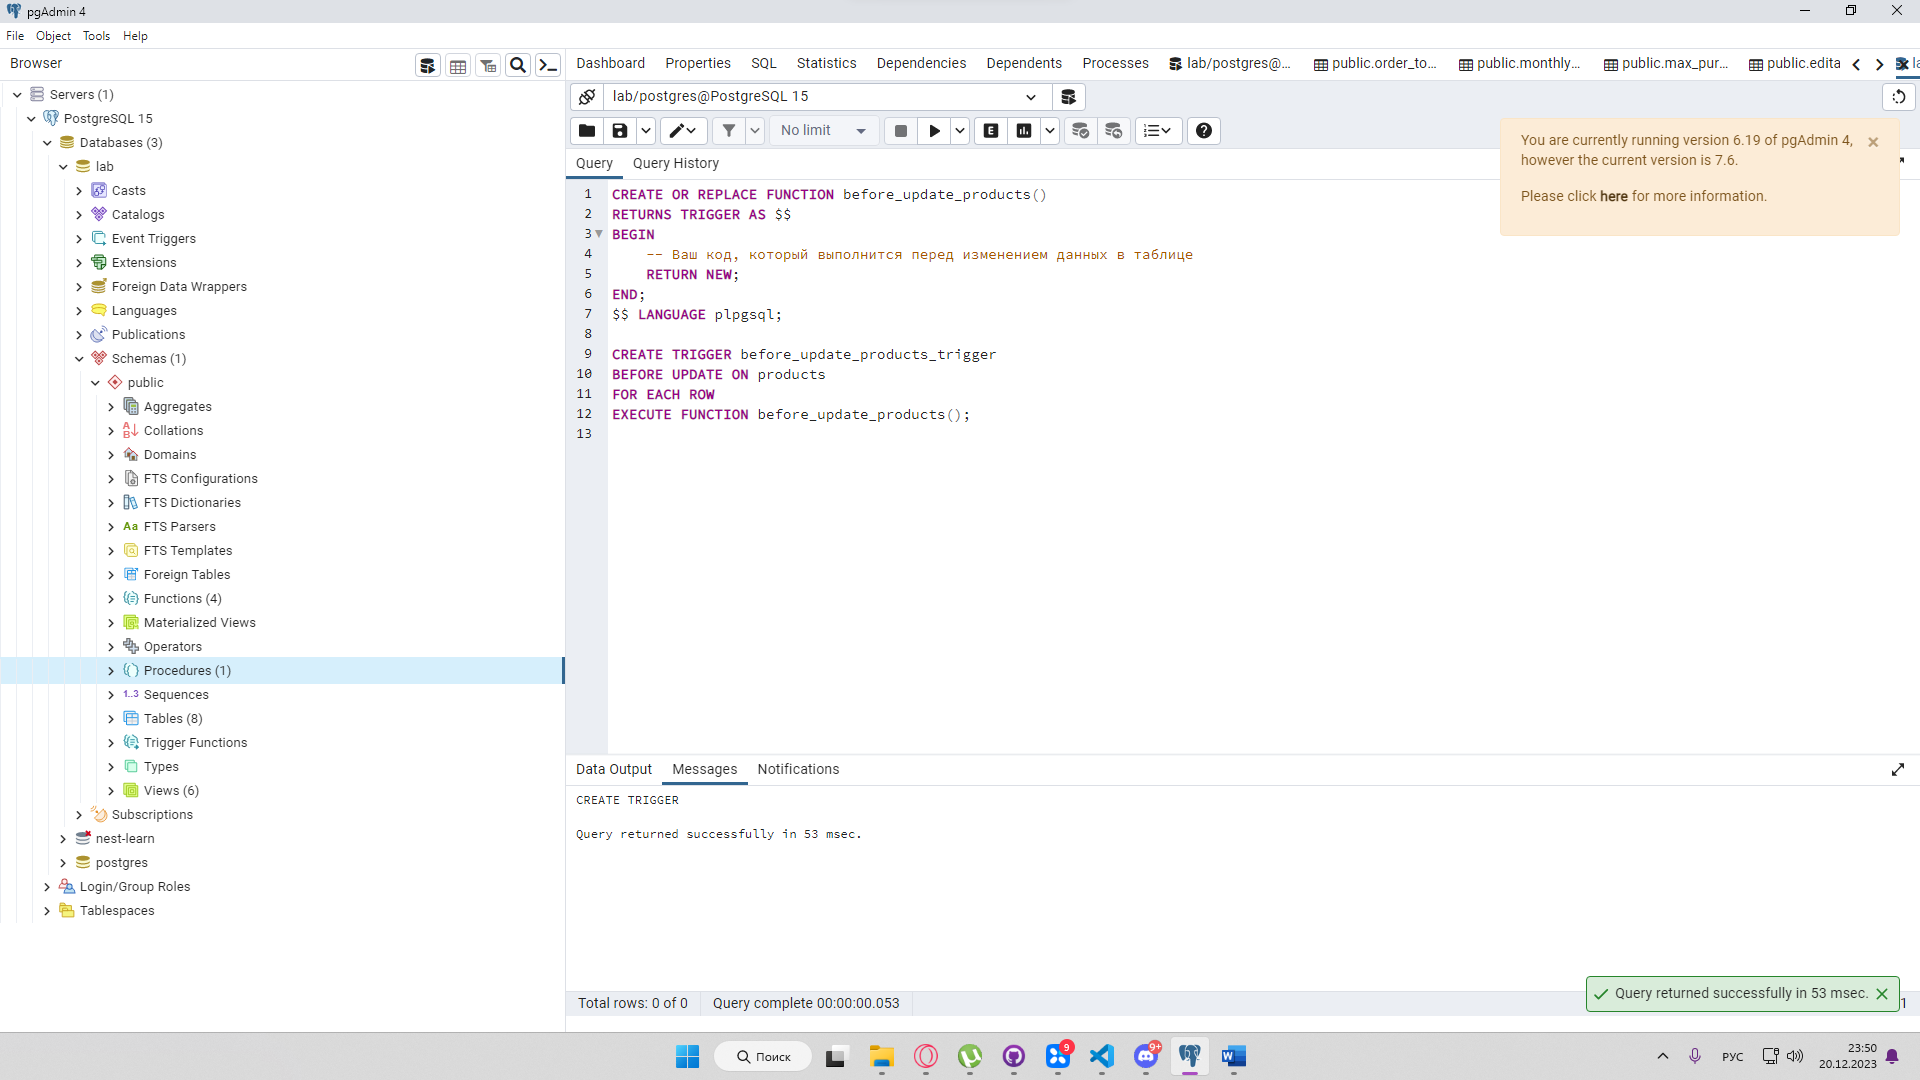 pgAdmin 4
File Object Tools Help
Browser
Dashboard Properties SQL Statistics Dependencies Dependents Processes lab/postgres@... public.order_to... public.monthly... public.max_pur... public.edita
Servers (1)
PostgreSQL 15
Databases (3)
lab
Casts
Catalogs
Event Triggers
Extensions
Foreign Data Wrappers
Languages
Publications
Schemas (1)
public
Aggregates
Collations
Domains
FTS Configurations
FTS Dictionaries
FTS Parsers
FTS Templates
Foreign Tables
Functions (4)
Materialized Views
Operators
Procedures (1)
Sequences
Tables (8)
Trigger Functions
Types
Views (6)
Subscriptions
nest-learn
postgres
Login/Group Roles
Tablespaces
lab/postgres@PostgreSQL 15
No limit
Query Query History
You are currently running version 6.19 of pgAdmin 4,
however the current version is 7.6.
Please click here for more information.
1 CREATE OR REPLACE FUNCTION before_update_products()
2 RETURNS TRIGGER AS $$
3 BEGIN
4 -- Ваш код, который выполнится перед изменением данных в таблице
5 RETURN NEW;
6 END;
7 $$ LANGUAGE plpgsql;
8
9 CREATE TRIGGER before_update_products_trigger
10 BEFORE UPDATE ON products
11 FOR EACH ROW
12 EXECUTE FUNCTION before_update_products();
13
Data Output Messages Notifications
CREATE TRIGGER
Query returned successfully in 53 msec.
Total rows: 0 of 0 Query complete 00:00:00.053
Query returned successfully in 53 msec.
Поиск
9
9+
РУС
23:50
20.12.2023